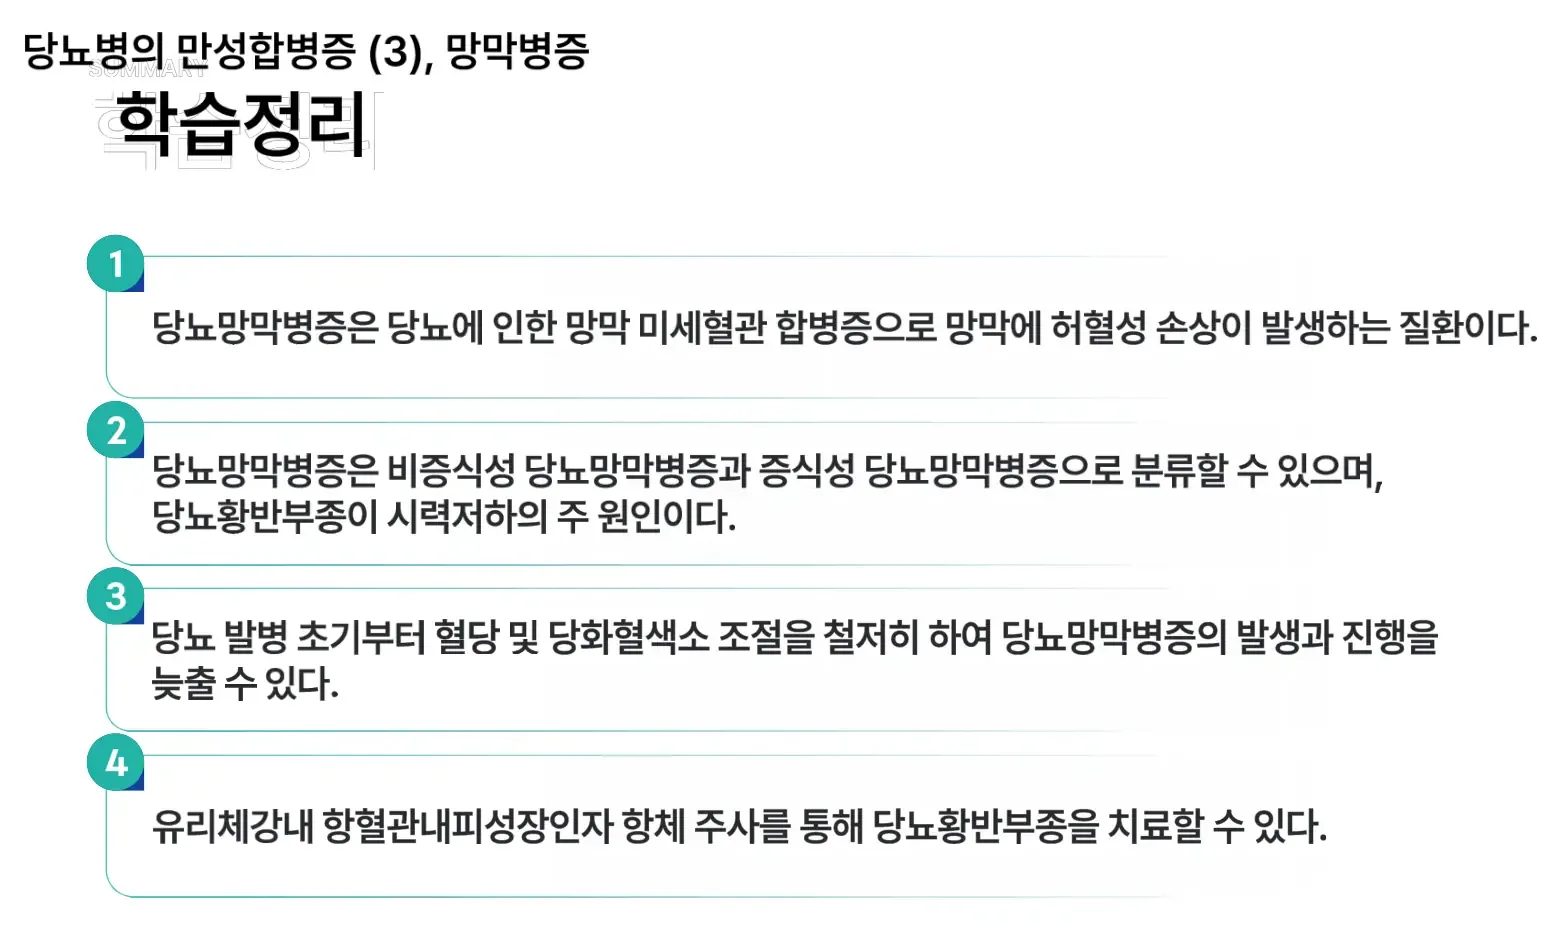 당뇨병의 만성합병증 (3), 망막병증
SUMMARY
학습정리
1
당뇨망막병증은 당뇨에 인한 망막 미세혈관 합병증으로 망막에 허혈성 손상이 발생하는 질환이다.
2
당뇨망막병증은 비증식성 당뇨망막병증과 증식성 당뇨망막병증으로 분류할 수 있으며,
당뇨황반부종이 시력저하의 주 원인이다.
3
당뇨 발병 초기부터 혈당 및 당화혈색소 조절을 철저히 하여 당뇨망막병증의 발생과 진행을
늦출 수 있다.
4
유리체강내 항혈관내피성장인자 항체 주사를 통해 당뇨황반부종을 치료할 수 있다.